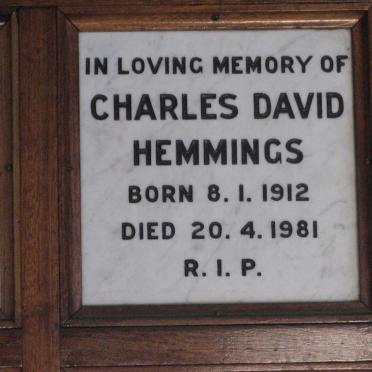 IN LOVING MEMORY OF
CHARLES DAVID
HEMMINGS
BORN 8. 1. 1912
DIED 20. 4. 1981
R. I. P.